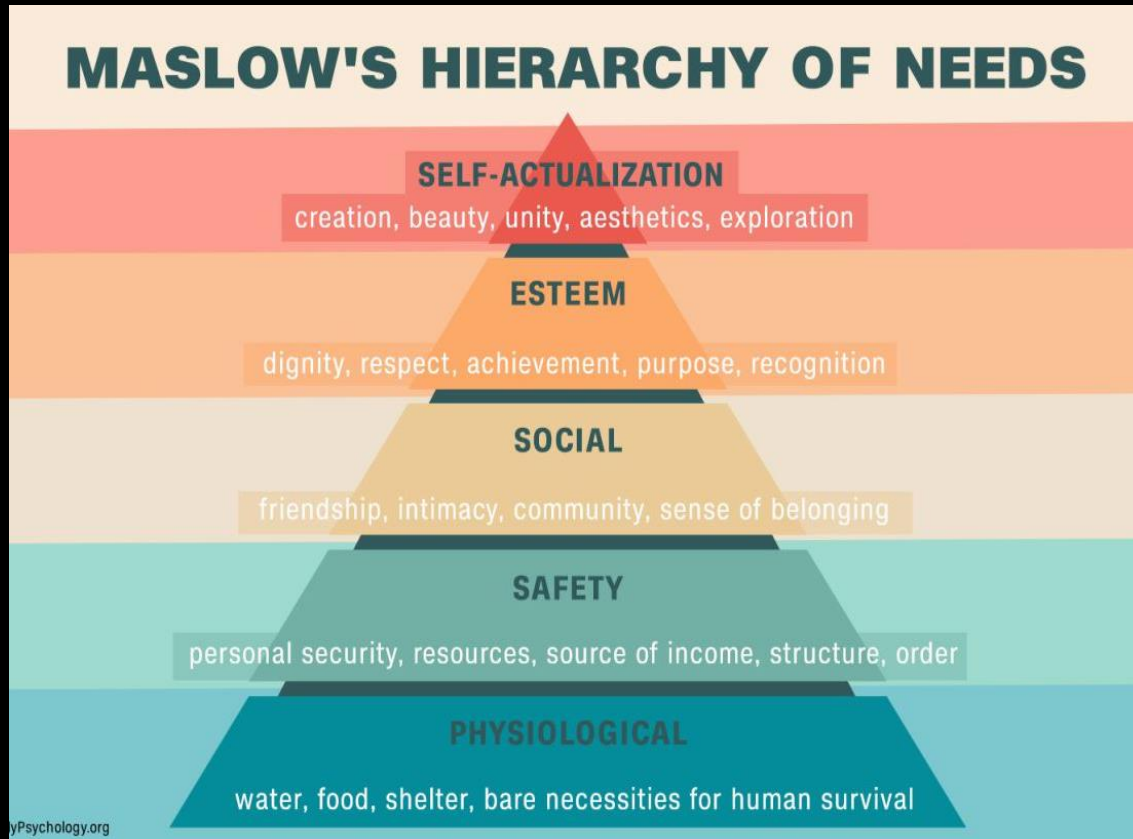 MASLOW'S HIERARCHY OF NEEDS
SELF-ACTUALIZATION
creation, beauty, unity, aesthetics, exploration
ESTEEM
dignity, respect, achievement, purpose, recognition
SOCIAL
friendship, intimacy, community, sense of belonging
SAFETY
personal security, resources, source of income, structure, order
PHYSIOLOGICAL
water, food, shelter, bare necessities for human survival
yPsychology.org